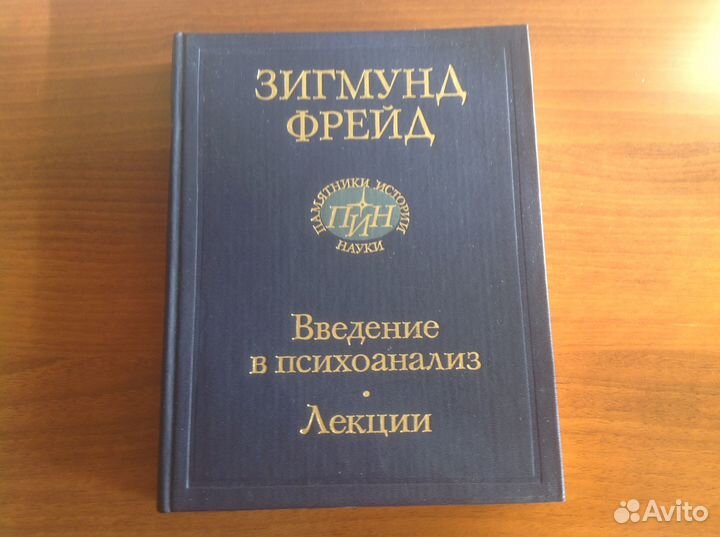 ЗИГМУНД
ФРЕЙД
ПАМЯТНИКИ ИСТОРИИ
ПИН
НАУКИ
Введение
в психоанализ
·
Лекции
Avito